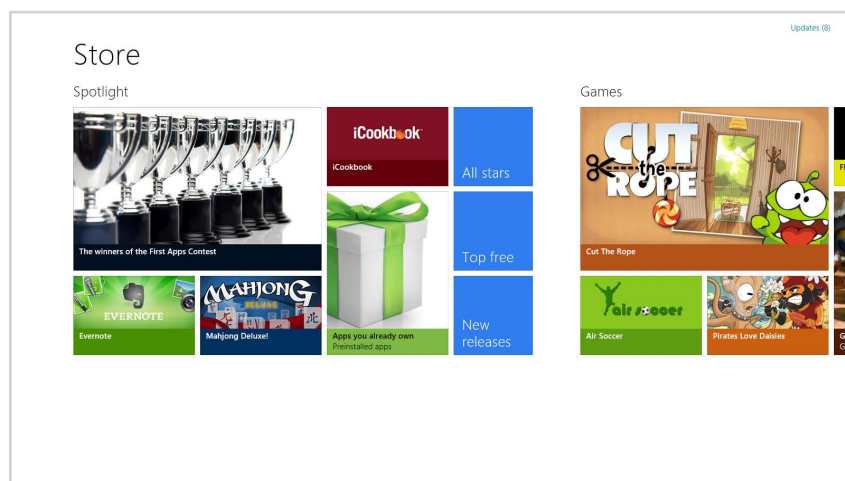 Updates (8)
Store
Spotlight
The winners of the First Apps Contest
iCookbook
iCookbook
All stars
Top free
New
releases
EVERNOTE
Evernote
MAHJONG
DELUXE
Mahjong Deluxe!
Apps you already own
Preinstalled apps
Games
CUT
the
ROPE
Cut The Rope
air soccer
Air Soccer
Pirates Love Daisies